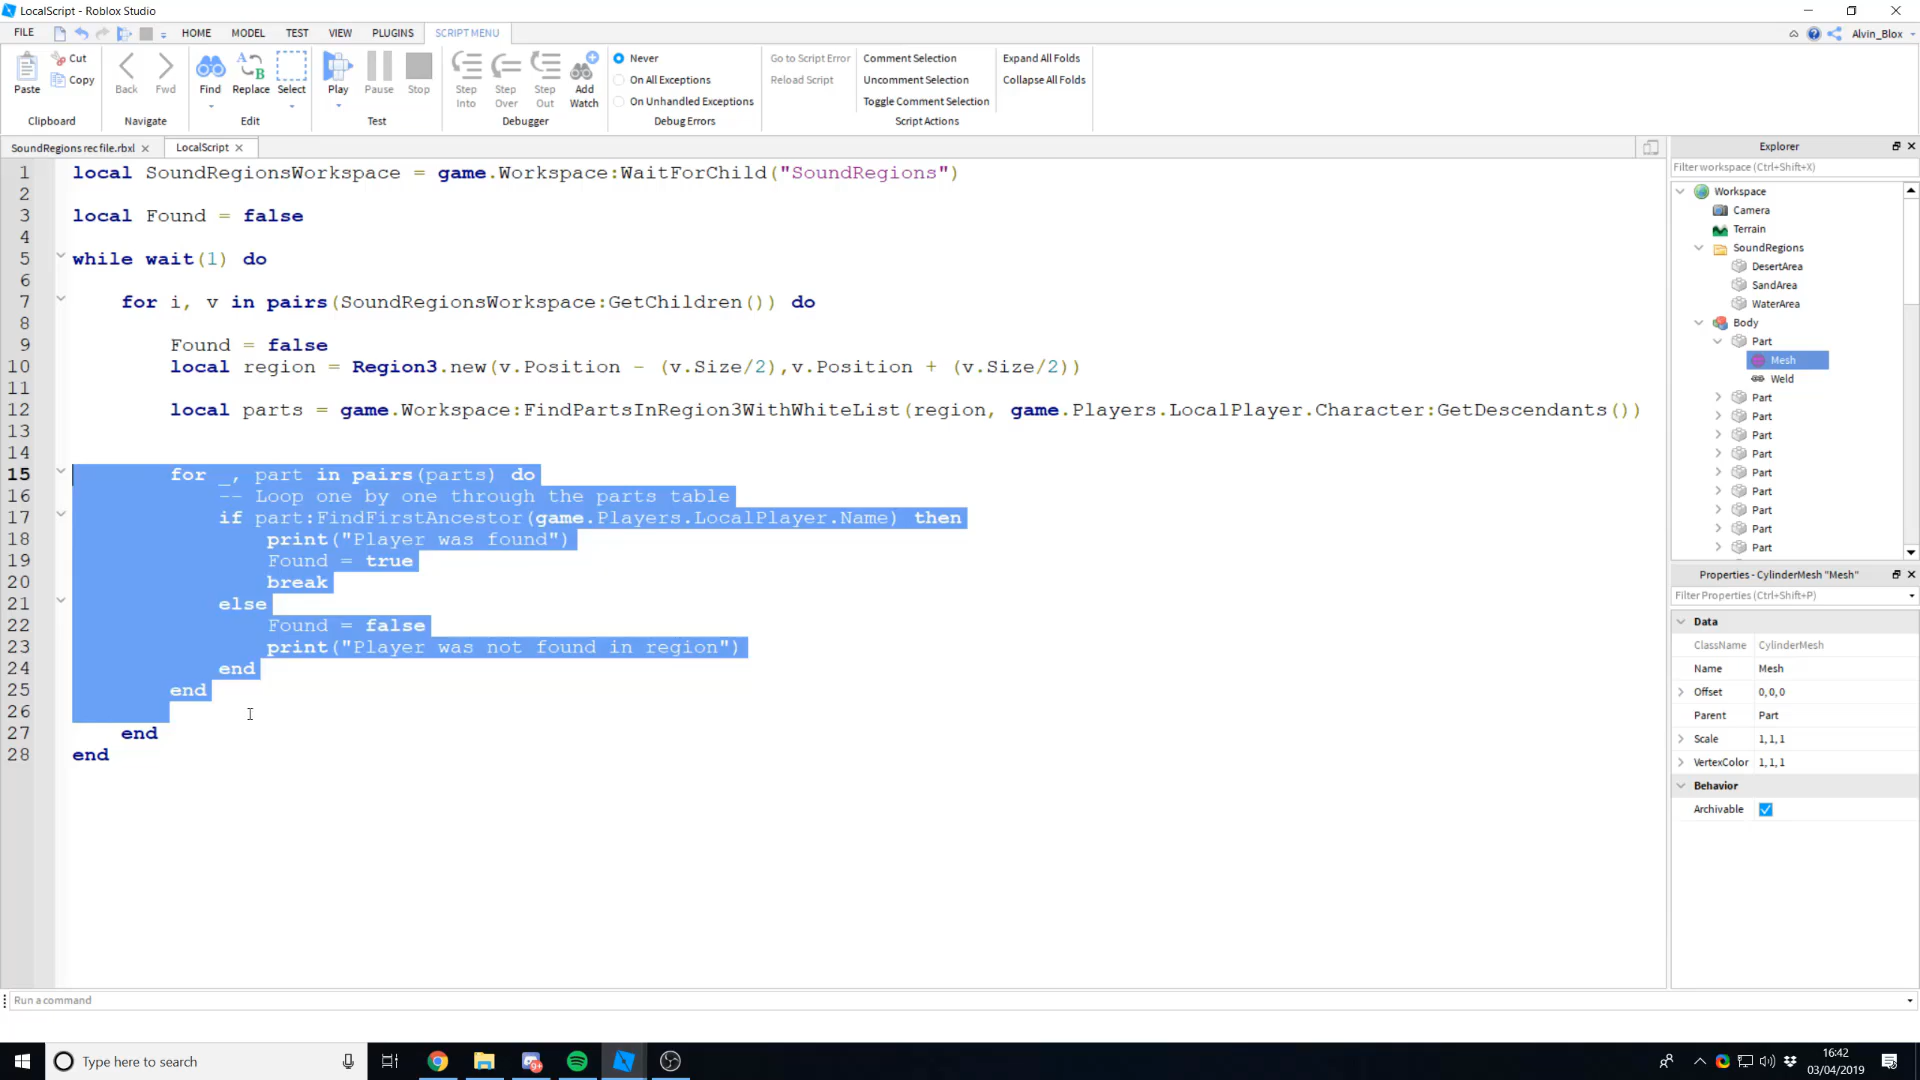 LocalScript - Roblox Studio
FILE HOME MODEL TEST VIEW PLUGINS SCRIPT MENU Alvin_Blox
Paste Cut Copy Back Fwd Find Replace Select Play Pause Stop Step Into Step Over Step Out Add Watch
Never
On All Exceptions
On Unhandled Exceptions
Go to Script Error
Reload Script
Comment Selection
Uncomment Selection
Toggle Comment Selection
Expand All Folds
Collapse All Folds
Clipboard Navigate Edit Test Debugger Debug Errors Script Actions
SoundRegions rec file.rbxl LocalScript
1 local SoundRegionsWorkspace = game.Workspace:WaitForChild("SoundRegions")
2
3 local Found = false
4
5 while wait(1) do
6
7 for i, v in pairs(SoundRegionsWorkspace:GetChildren()) do
8
9 Found = false
10 local region = Region3.new(v.Position - (v.Size/2),v.Position + (v.Size/2))
11
12 local parts = game.Workspace:FindPartsInRegion3WithWhiteList(region, game.Players.LocalPlayer.Character:GetDescendants())
13
14
15 for _, part in pairs(parts) do
16 -- Loop one by one through the parts table
17 if part:FindFirstAncestor(game.Players.LocalPlayer.Name) then
18 print("Player was found")
19 Found = true
20 break
21 else
22 Found = false
23 print("Player was not found in region")
24 end
25 end
26
27 end
28 end
Explorer
Filter workspace (Ctrl+Shift+X)
Workspace
Camera
Terrain
SoundRegions
DesertArea
SandArea
WaterArea
Body
Part
Mesh
Weld
Part
Part
Part
Part
Part
Part
Part
Part
Part
Properties - CylinderMesh "Mesh"
Filter Properties (Ctrl+Shift+P)
Data
ClassName CylinderMesh
Name Mesh
Offset 0, 0, 0
Parent Part
Scale 1, 1, 1
VertexColor 1, 1, 1
Behavior
Archivable
Run a command
Type here to search
16:42
03/04/2019